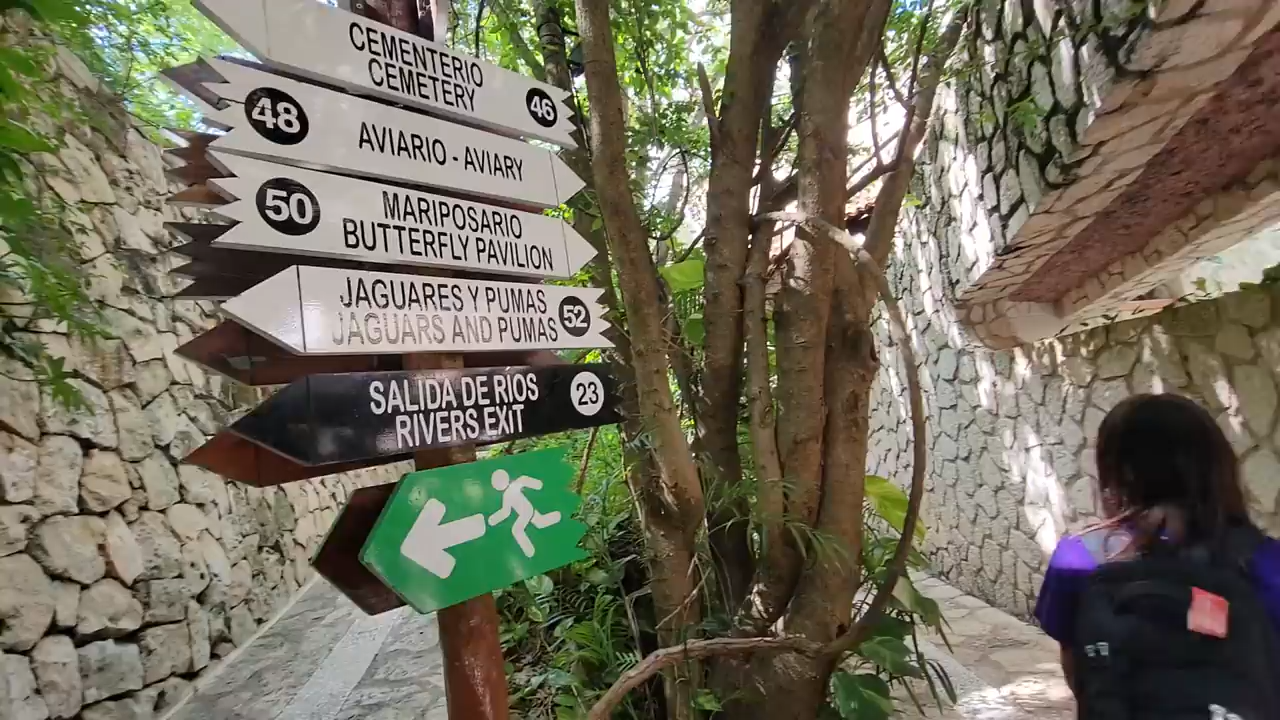 CEMENTERIO
CEMETERY
46
48
AVIARIO - AVIARY
50
MARIPOSARIO
BUTTERFLY PAVILION
JAGUARES Y PUMAS
JAGUARS AND PUMAS
52
SALIDA DE RIOS
RIVERS EXIT
23